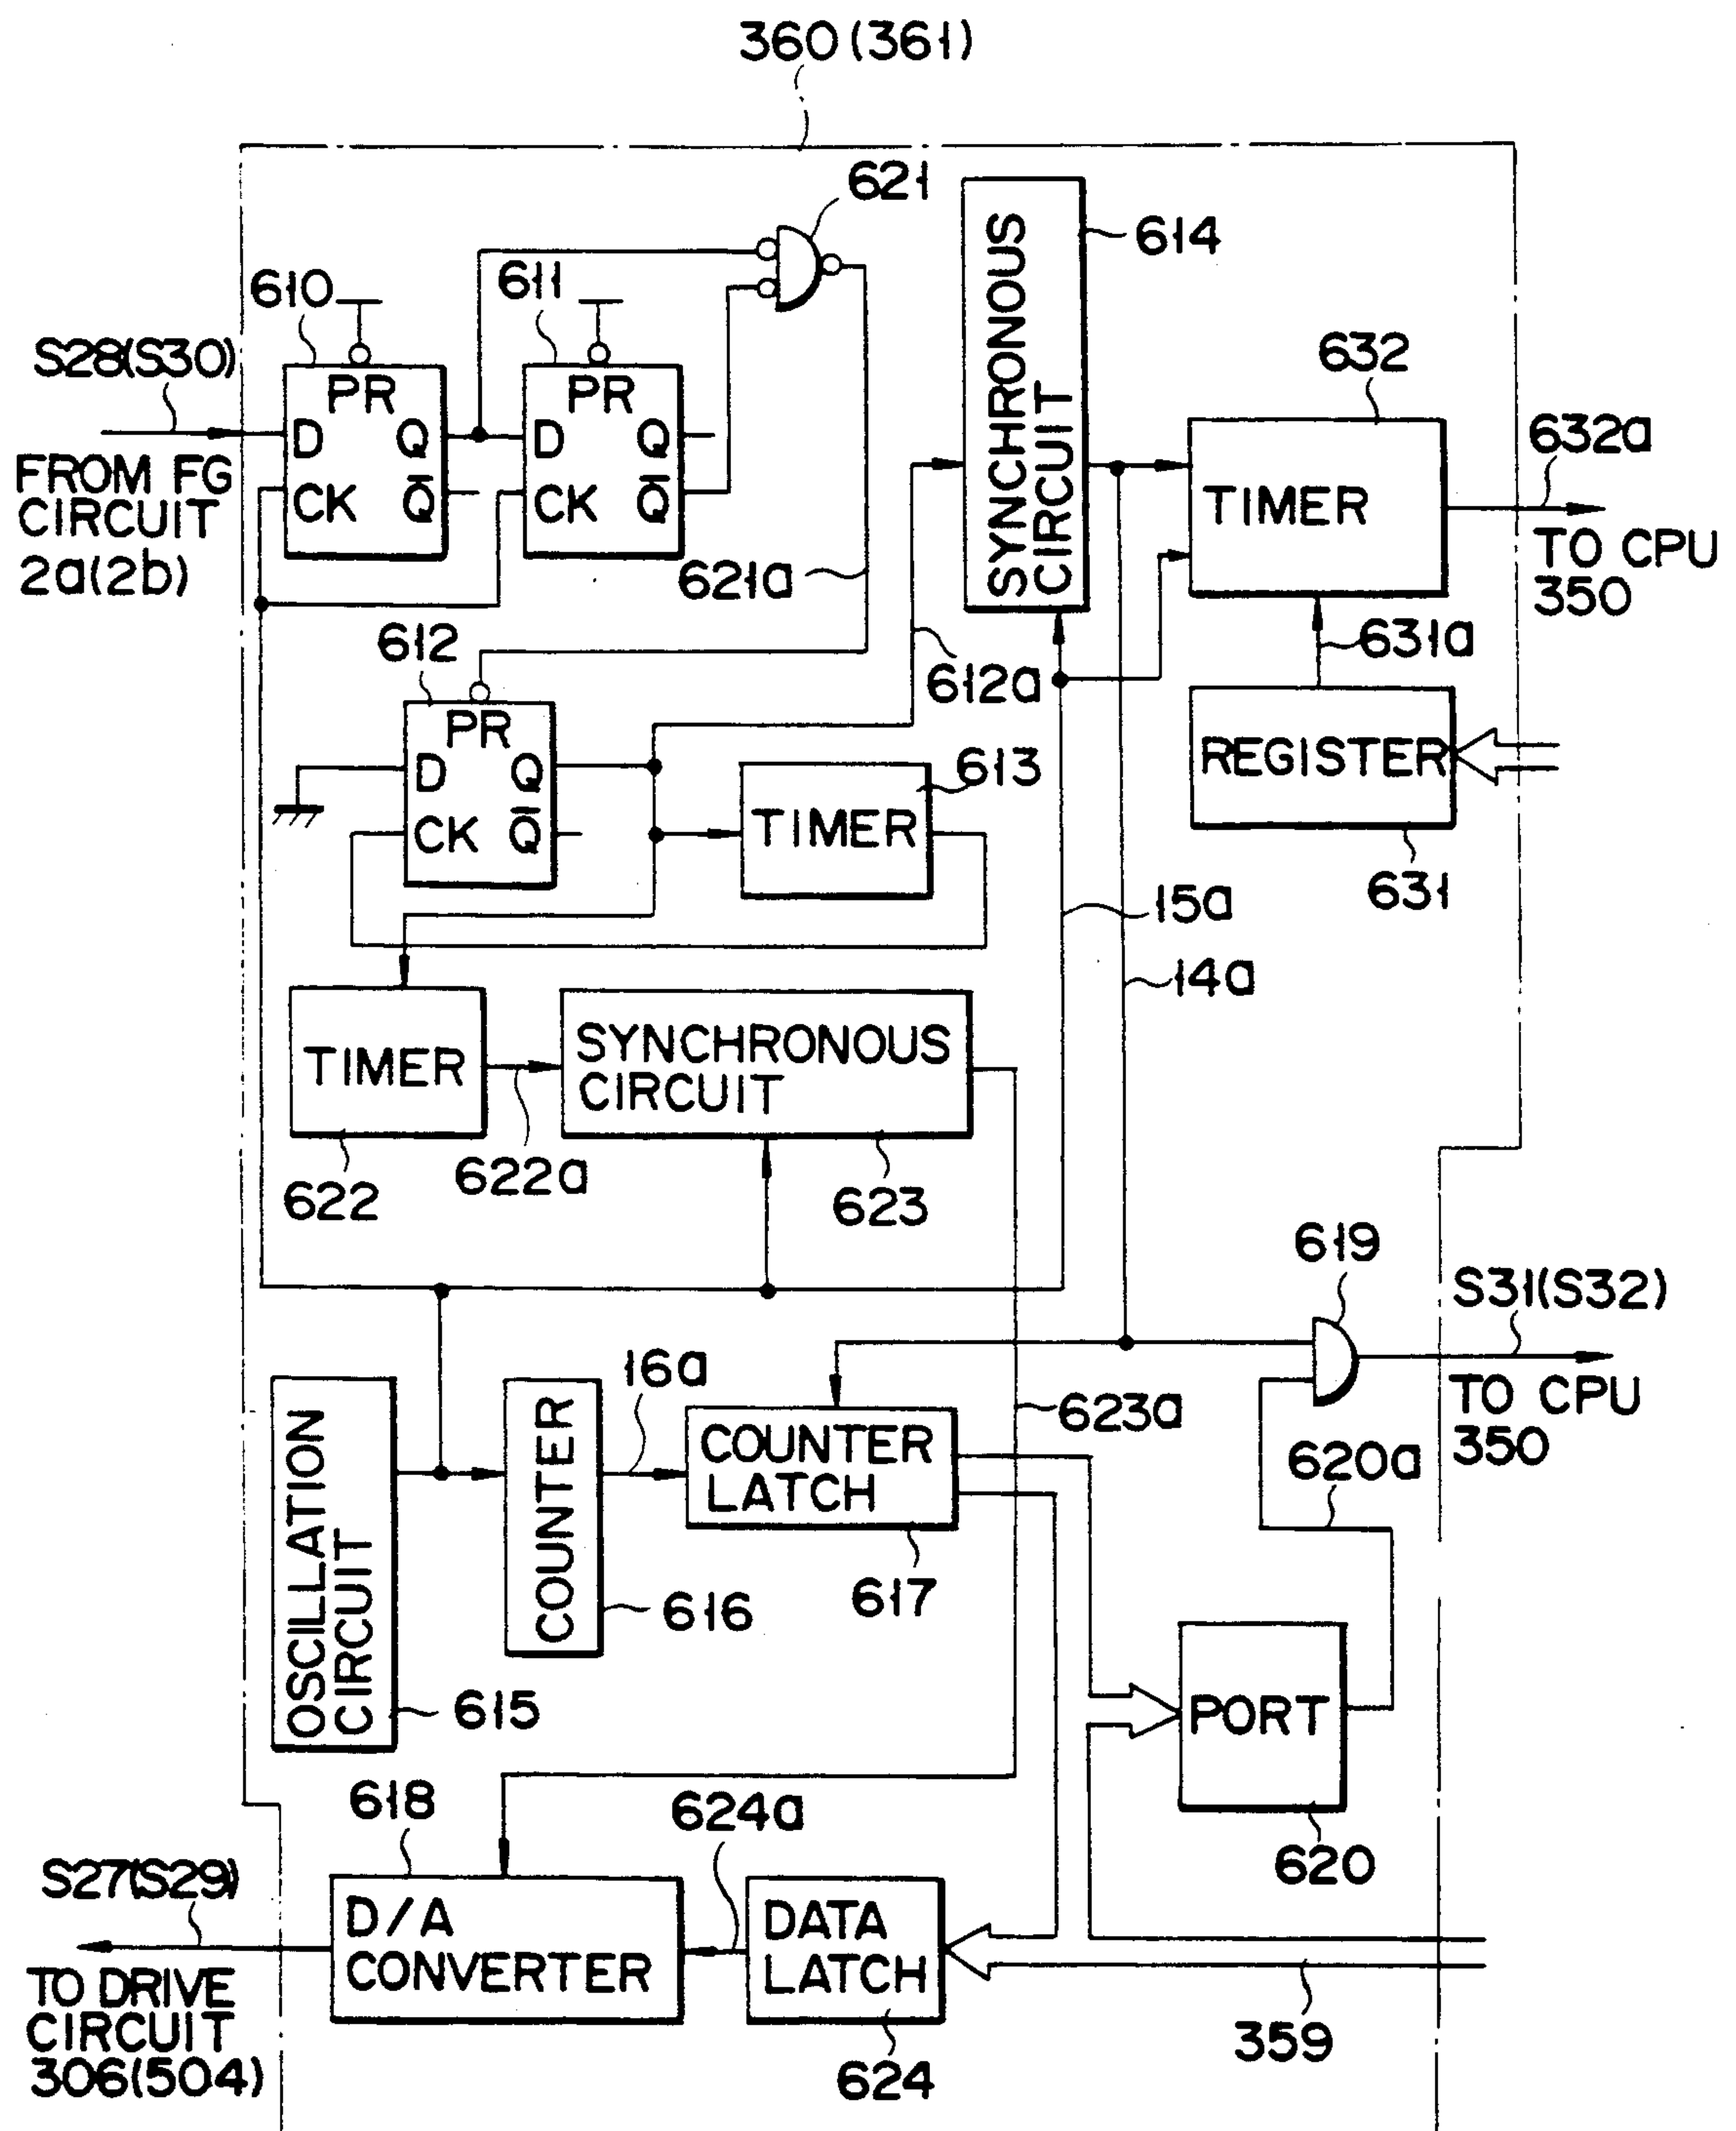 360(361)
621
614
610
611
S28(S30)
PR
D Q
CK Q̅
PR
D Q
CK Q̅
FROM FG
CIRCUIT
2a(2b)
SYNCHRONOUS
CIRCUIT
632
TIMER
632a
TO CPU
350
621a
612
612a
631a
PR
D Q
CK Q̅
613
TIMER
REGISTER
631
15a
14a
TIMER
SYNCHRONOUS
CIRCUIT
622
622a
623
619
S31(S32)
TO CPU
350
16a
623a
620a
OSCILLATION
CIRCUIT
COUNTER
COUNTER
LATCH
617
616
615
PORT
620
618
624a
S27(S29)
D/A
CONVERTER
DATA
LATCH
TO DRIVE
CIRCUIT
306(504)
624
359